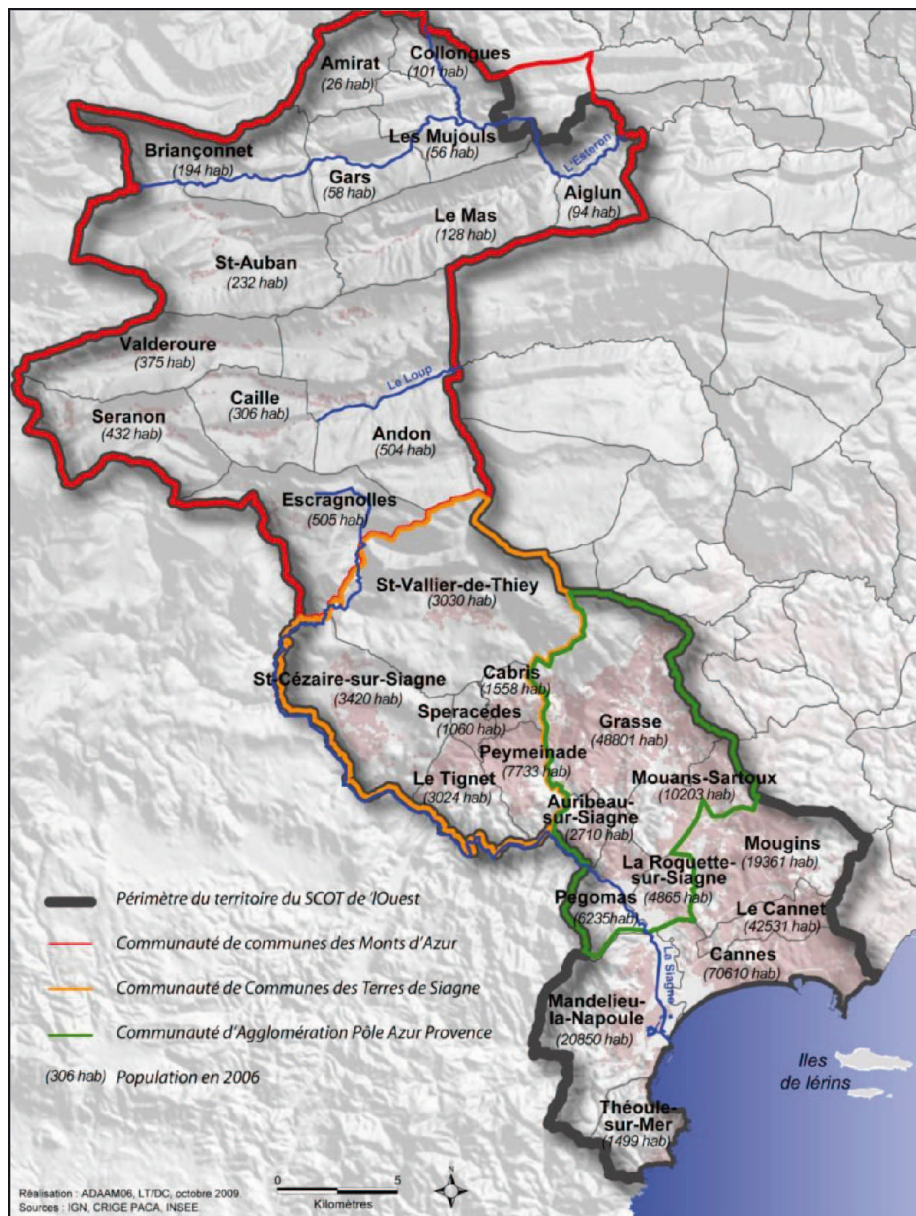 Collongues
(101 hab)
Amirat
(26 hab)
Les Mujouls
(56 hab)
L'Esteron
Briançonnet
(194 hab)
Gars
(58 hab)
Aiglun
(94 hab)
Le Mas
(128 hab)
St-Auban
(232 hab)
Valderoure
(375 hab)
Le Loup
Caille
(306 hab)
Seranon
(432 hab)
Andon
(504 hab)
Escragnolles
(505 hab)
St-Vallier-de-Thiey
(3030 hab)
St-Cézaire-sur-Siagne
(3420 hab)
Cabris
(1558 hab)
Speracedes
(1060 hab)
Grasse
(48801 hab)
Peymeinade
(7733 hab)
Le Tignet
(3024 hab)
Mouans-Sartoux
(10203 hab)
Auribeau-
sur-Siagne
(2710 hab)
Mougins
(19361 hab)
La Roquette-
sur-Siagne
(4865 hab)
Pegomas
(6235hab)
Le Cannet
(42531 hab)
Cannes
(70610 hab)
La Siagne
Mandelieu-
la-Napoule
(20850 hab)
Théoule-
sur-Mer
(1499 hab)
Iles
de lérins
Périmètre du territoire du SCOT de 'lOuest
Communauté de communes des Monts d'Azur
Communauté de Communes des Terres de Siagne
Communauté d'Agglomération Pôle Azur Provence
(306 hab) Population en 2006
0 5
Kilomètres
N
Réalisation : ADAAM06, LT/DC, octobre 2009
Sources : IGN, CRIGE PACA, INSEE